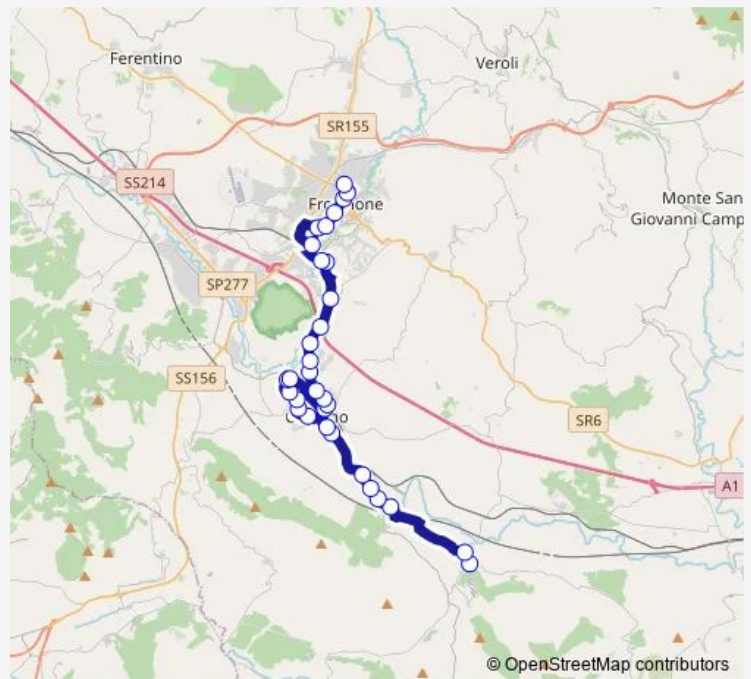 Ferentino
Veroli
SR155
SS214
Monte San
Giovanni Camp
SP277
SS156
SR6
A1
© OpenStreetMap contributors